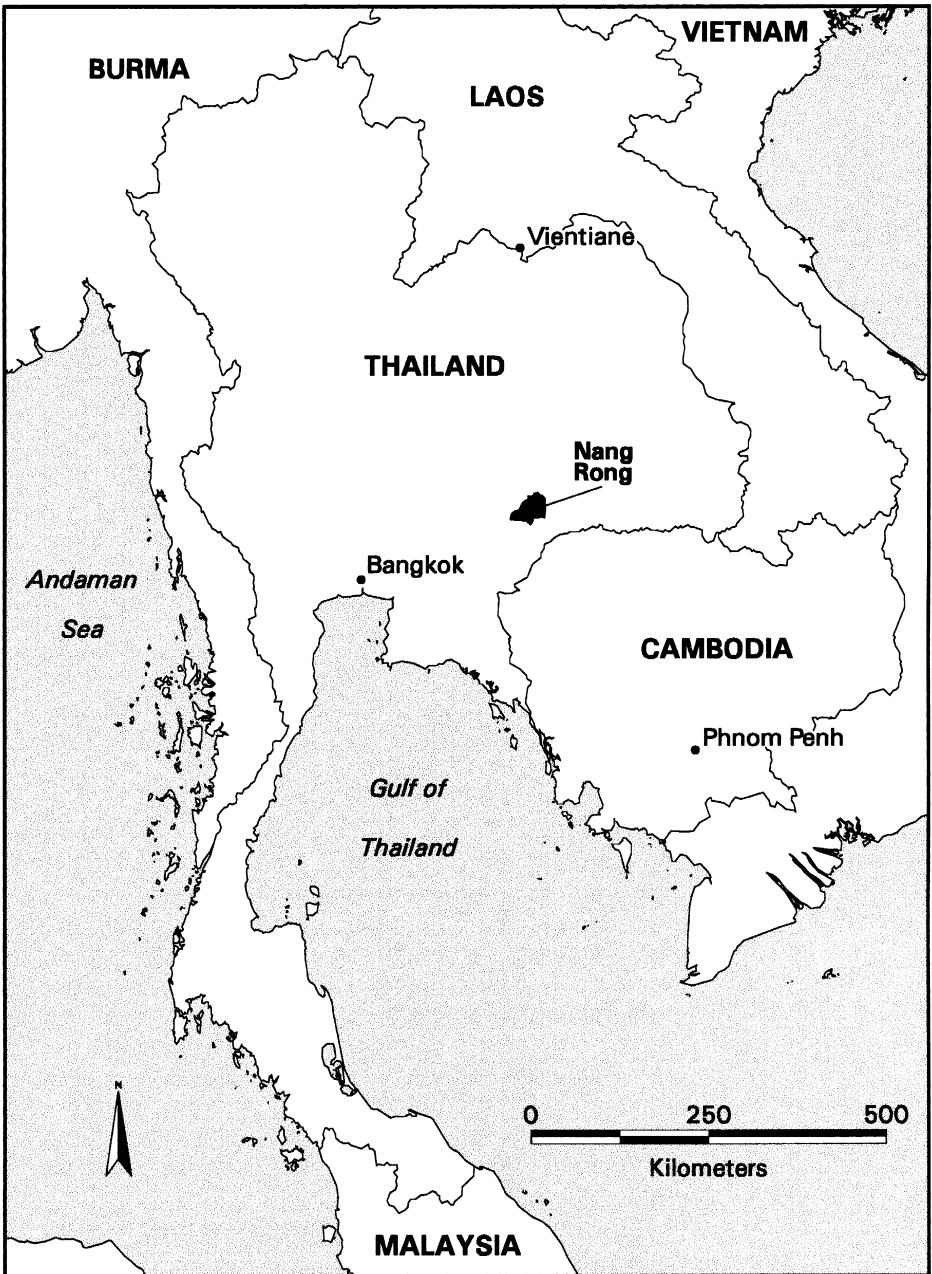 VIETNAM
BURMA
LAOS
Vientiane
THAILAND
Nang
Rong
Bangkok
Andaman
Sea
CAMBODIA
Phnom Penh
Gulf of
Thailand
N
0 250 500
Kilometers
MALAYSIA